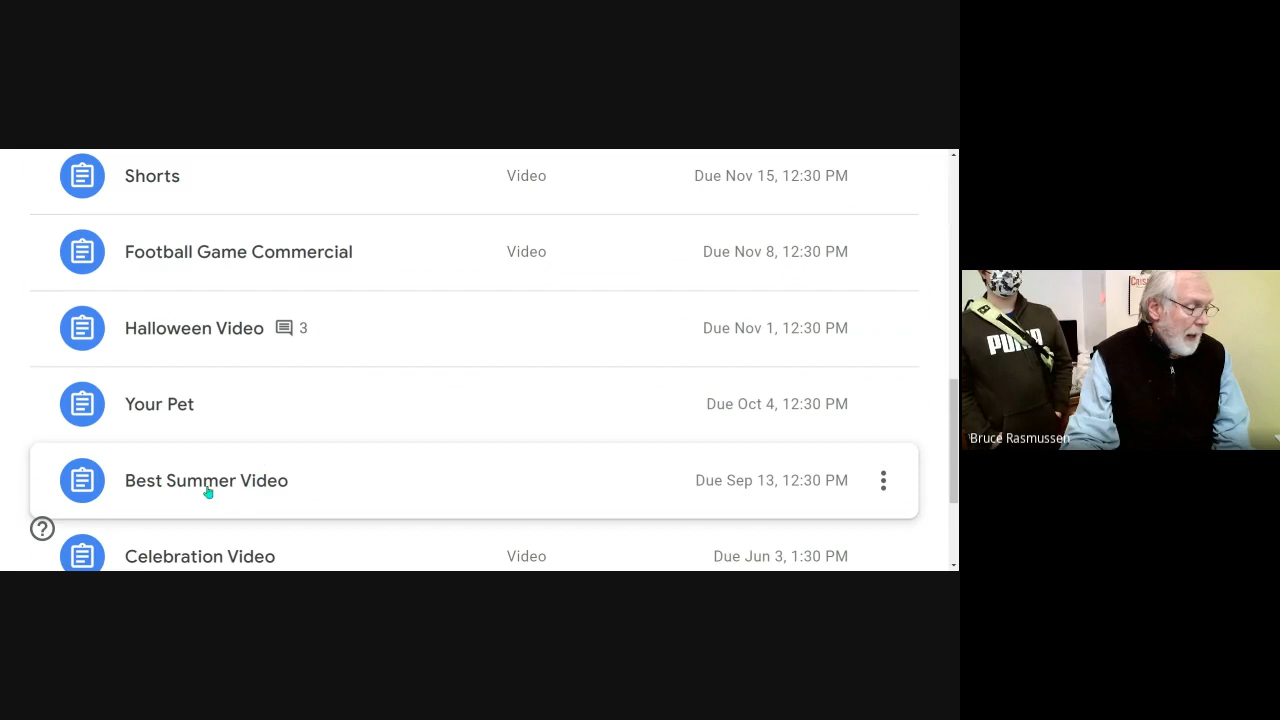 Shorts Video Due Nov 15, 12:30 PM
Football Game Commercial Video Due Nov 8, 12:30 PM
Halloween Video 3 Due Nov 1, 12:30 PM
Your Pet Due Oct 4, 12:30 PM
Best Summer Video Due Sep 13, 12:30 PM
?
Celebration Video Video Due Jun 3, 1:30 PM
PUMA
Bruce Rasmussen